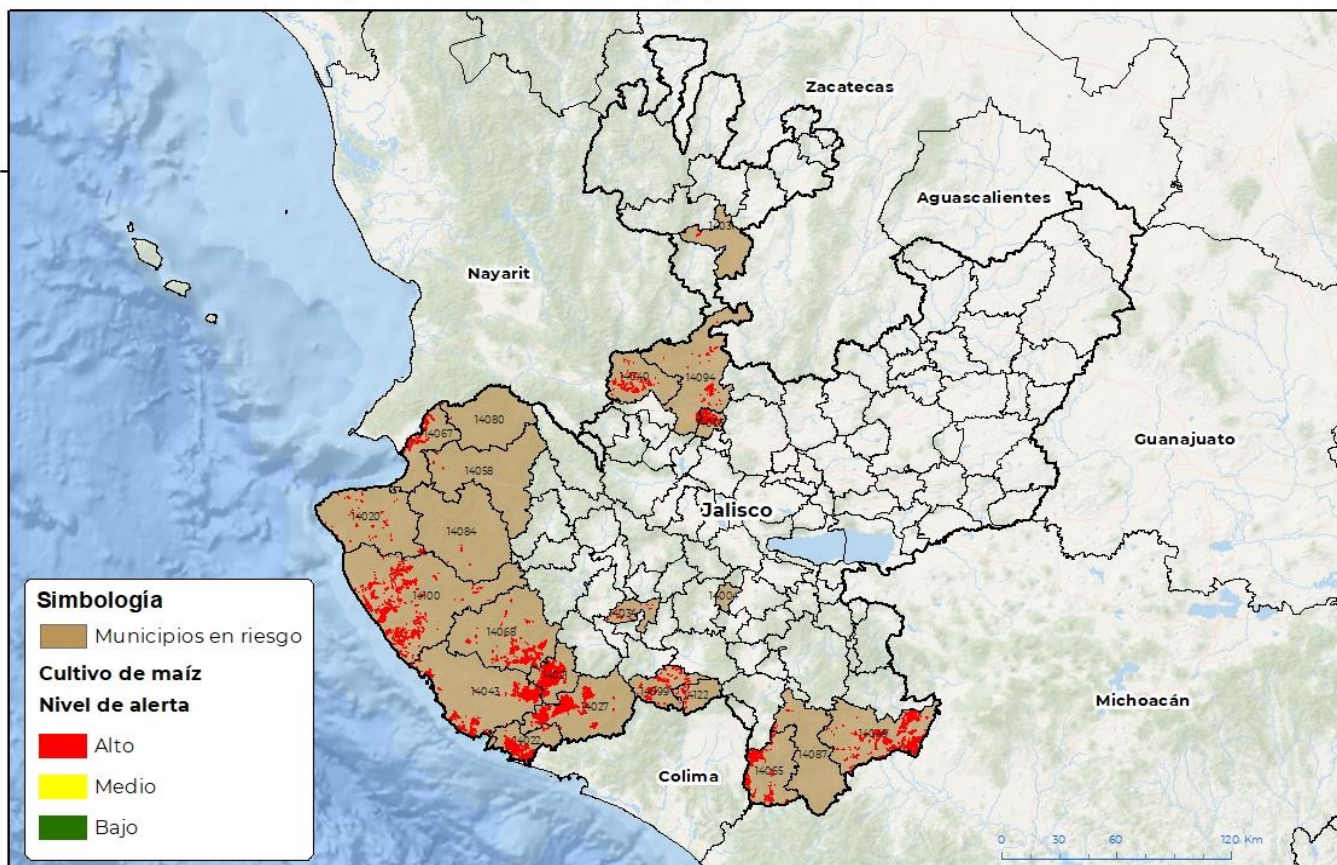 Zacatecas
Aguascalientes
Nayarit
14040
14094
14080
14067
Guanajuato
14058
Jalisco
14020
14084
Simbología
14100
Municipios en riesgo
14068
Cultivo de maíz
Nivel de alerta
14043
14122
Michoacán
14027
Alto
14022
Medio
Colima
14065
14087
Bajo
0 30 60 120 Km